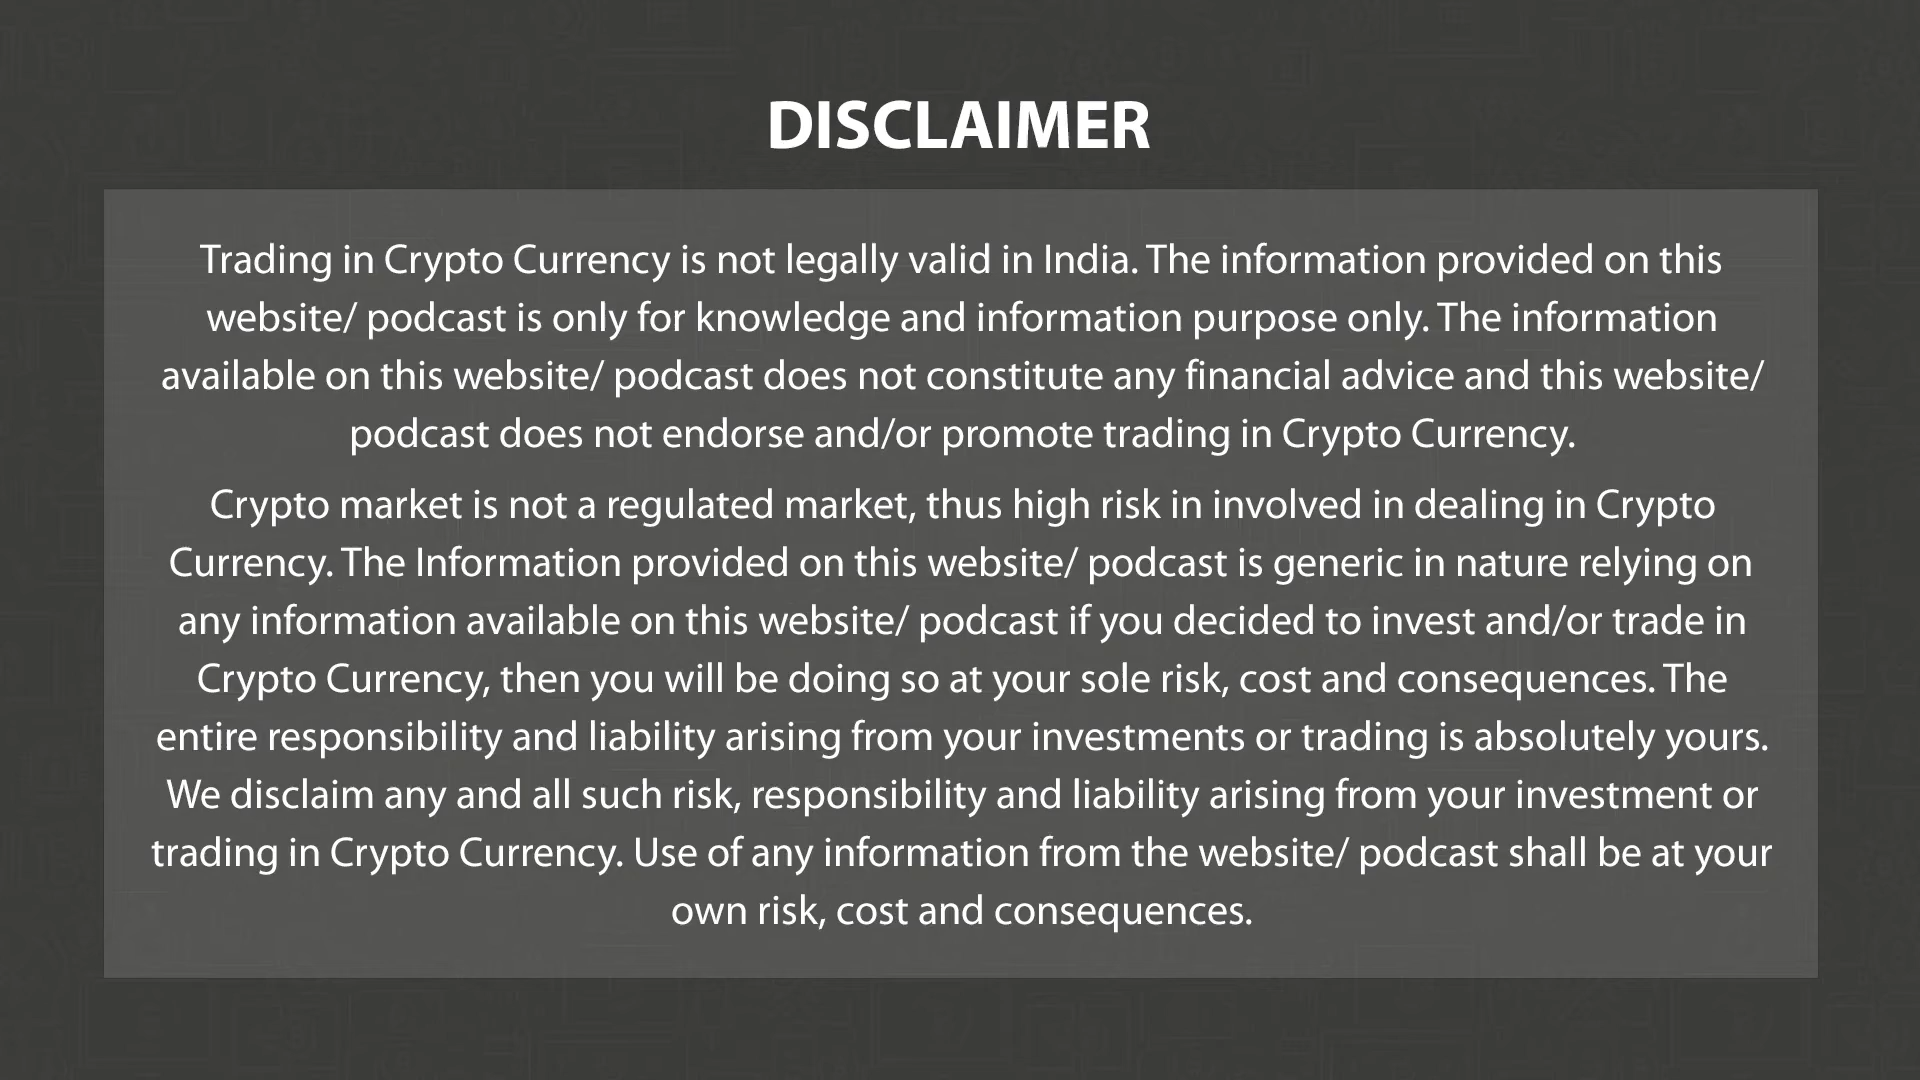 DISCLAIMER
Trading in Crypto Currency is not legally valid in India. The information provided on this
website/ podcast is only for knowledge and information purpose only. The information
available on this website/ podcast does not constitute any financial advice and this website/
podcast does not endorse and/or promote trading in Crypto Currency.
Crypto market is not a regulated market, thus high risk in involved in dealing in Crypto
Currency. The Information provided on this website/ podcast is generic in nature relying on
any information available on this website/ podcast if you decided to invest and/or trade in
Crypto Currency, then you will be doing so at your sole risk, cost and consequences. The
entire responsibility and liability arising from your investments or trading is absolutely yours.
We disclaim any and all such risk, responsibility and liability arising from your investment or
trading in Crypto Currency. Use of any information from the website/ podcast shall be at your
own risk, cost and consequences.